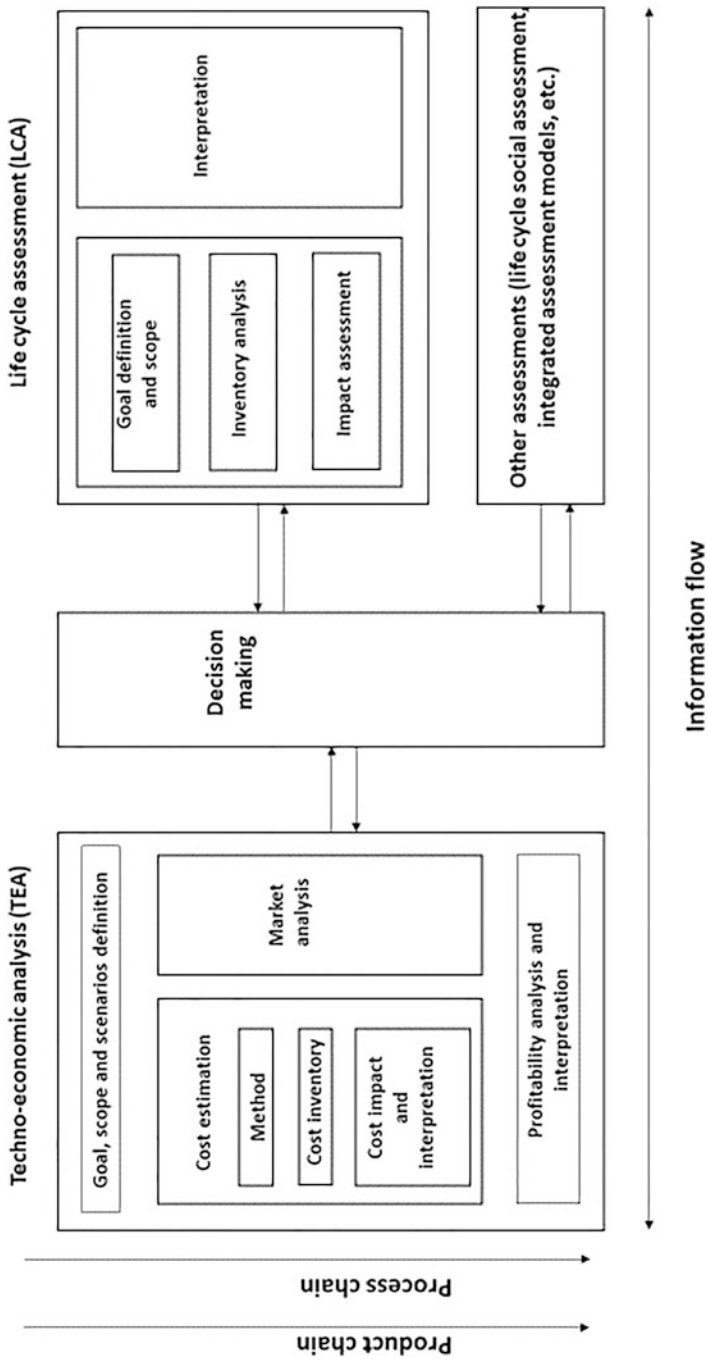 Techno-economic analysis (TEA)
Goal, scope and scenarios definition
Cost estimation
Method
Cost inventory
Cost impact
and
interpretation
Market
analysis
Profitability analysis and
interpretation
Decision
making
Life cycle assessment (LCA)
Goal definition
and scope
Inventory analysis
Impact assessment
Interpretation
Other assessments (life cycle social assessment,
integrated assessment models, etc.)
Process chain
Product chain
Information flow